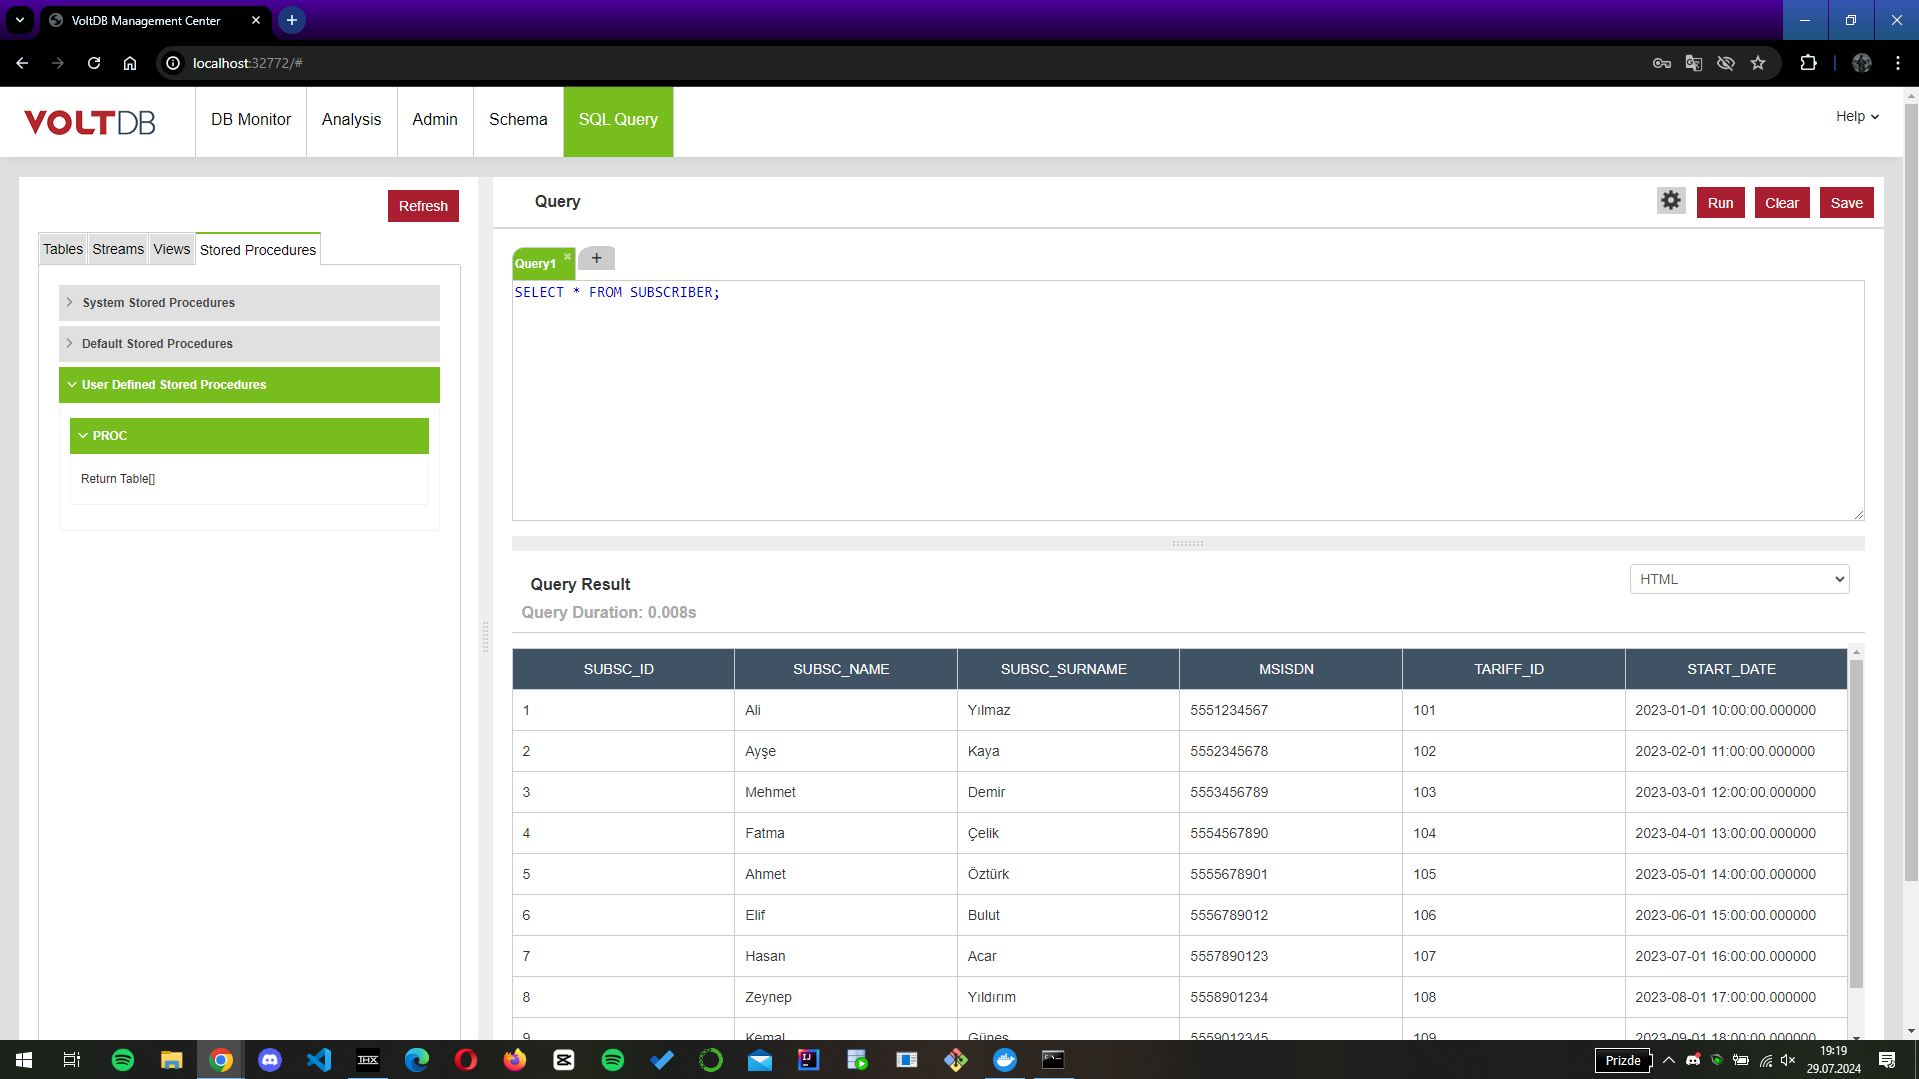 VoltDB Management Center
localhost:32772/#
VOLTDB
DB Monitor
Analysis
Admin
Schema
SQL Query
Help
Refresh
Tables
Streams
Views
Stored Procedures
System Stored Procedures
Default Stored Procedures
User Defined Stored Procedures
PROC
Return Table[]
Query
Run
Clear
Save
Query1
+
SELECT * FROM SUBSCRIBER;
Query Result
HTML
Query Duration: 0.008s
SUBSC_ID SUBSC_NAME SUBSC_SURNAME MSISDN TARIFF_ID START_DATE
1 Ali Yılmaz 5551234567 101 2023-01-01 10:00:00.000000
2 Ayşe Kaya 5552345678 102 2023-02-01 11:00:00.000000
3 Mehmet Demir 5553456789 103 2023-03-01 12:00:00.000000
4 Fatma Çelik 5554567890 104 2023-04-01 13:00:00.000000
5 Ahmet Öztürk 5555678901 105 2023-05-01 14:00:00.000000
6 Elif Bulut 5556789012 106 2023-06-01 15:00:00.000000
7 Hasan Acar 5557890123 107 2023-07-01 16:00:00.000000
8 Zeynep Yıldırım 5558901234 108 2023-08-01 17:00:00.000000
9 Kemal Güneş 5559012345 109 2023-09-01 18:00:00.000000
THX
IJ
Prizde
19:19
29.07.2024